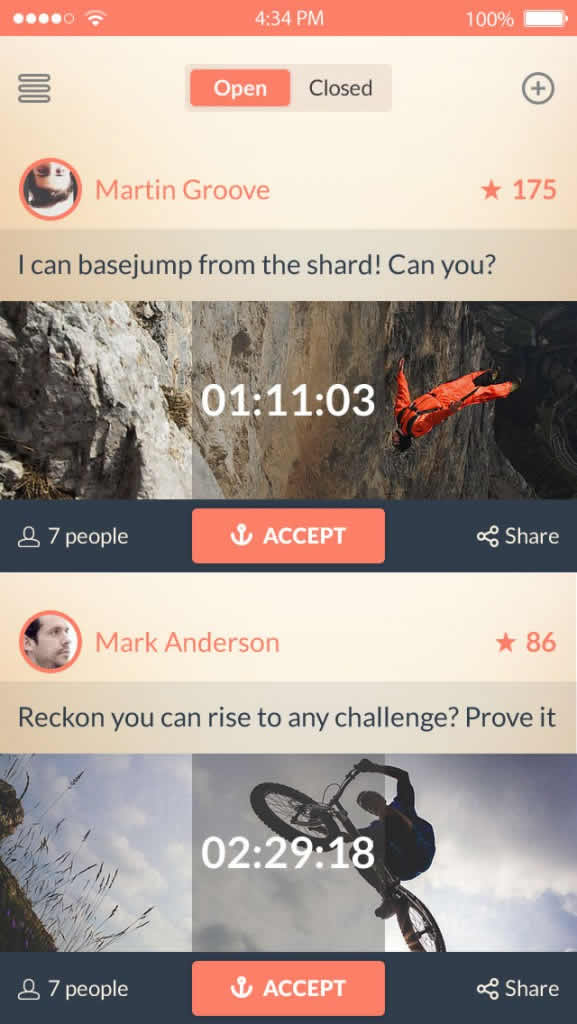 4:34 PM
100%
Open
Closed
Martin Groove
175
I can basejump from the shard! Can you?
01:11:03
7 people
ACCEPT
Share
Mark Anderson
86
Reckon you can rise to any challenge? Prove it
02:29:18
7 people
ACCEPT
Share